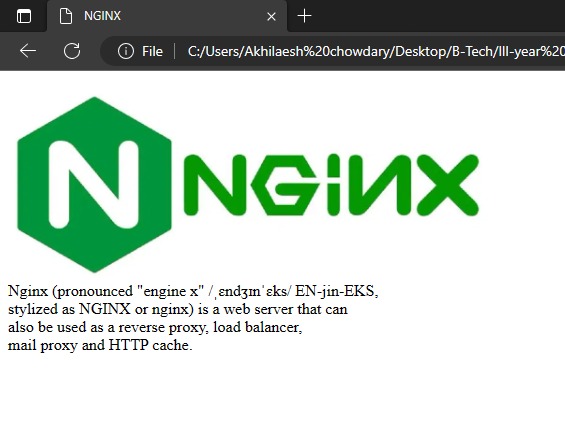 NGINX
File
C:/Users/Akhilaesh%20chowdary/Desktop/B-Tech/III-year%20
N NGiNX
Nginx (pronounced "engine x" /ˌɛndʒɪnˈɛks/ EN-jin-EKS,
stylized as NGINX or nginx) is a web server that can
also be used as a reverse proxy, load balancer,
mail proxy and HTTP cache.